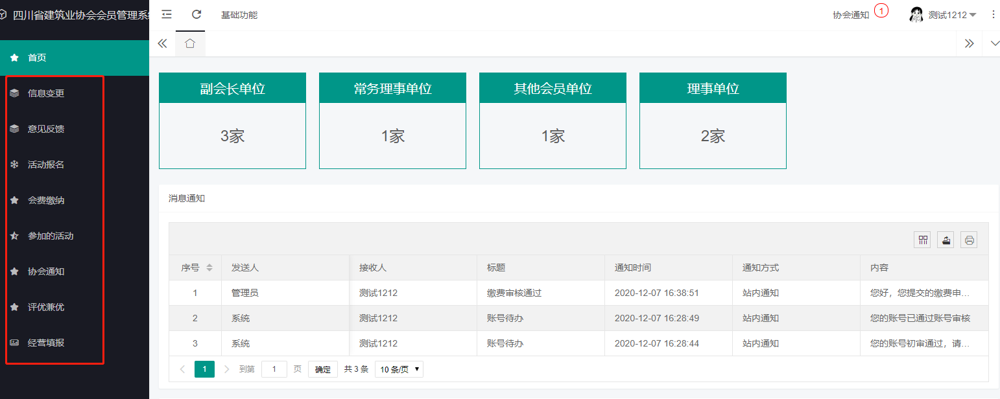 四川省建筑业协会会员管理系统
基础功能
协会通知 1
测试1212
首页
信息变更
意见反馈
活动报名
会费缴纳
参加的活动
协会通知
评优兼优
经营填报
副会长单位
3家
常务理事单位
1家
其他会员单位
1家
理事单位
2家
消息通知
序号 发送人 接收人 标题 通知时间 通知方式 内容
1 管理员 测试1212 缴费审核通过 2020-12-07 16:38:51 站内通知 您好，您提交的缴费申...
2 系统 测试1212 账号待办 2020-12-07 16:28:49 站内通知 您的账号已通过账号审核
3 系统 测试1212 账号待办 2020-12-07 16:28:44 站内通知 您的账号初审通过，请...
1 到第 1 页 确定 共 3 条 10 条/页